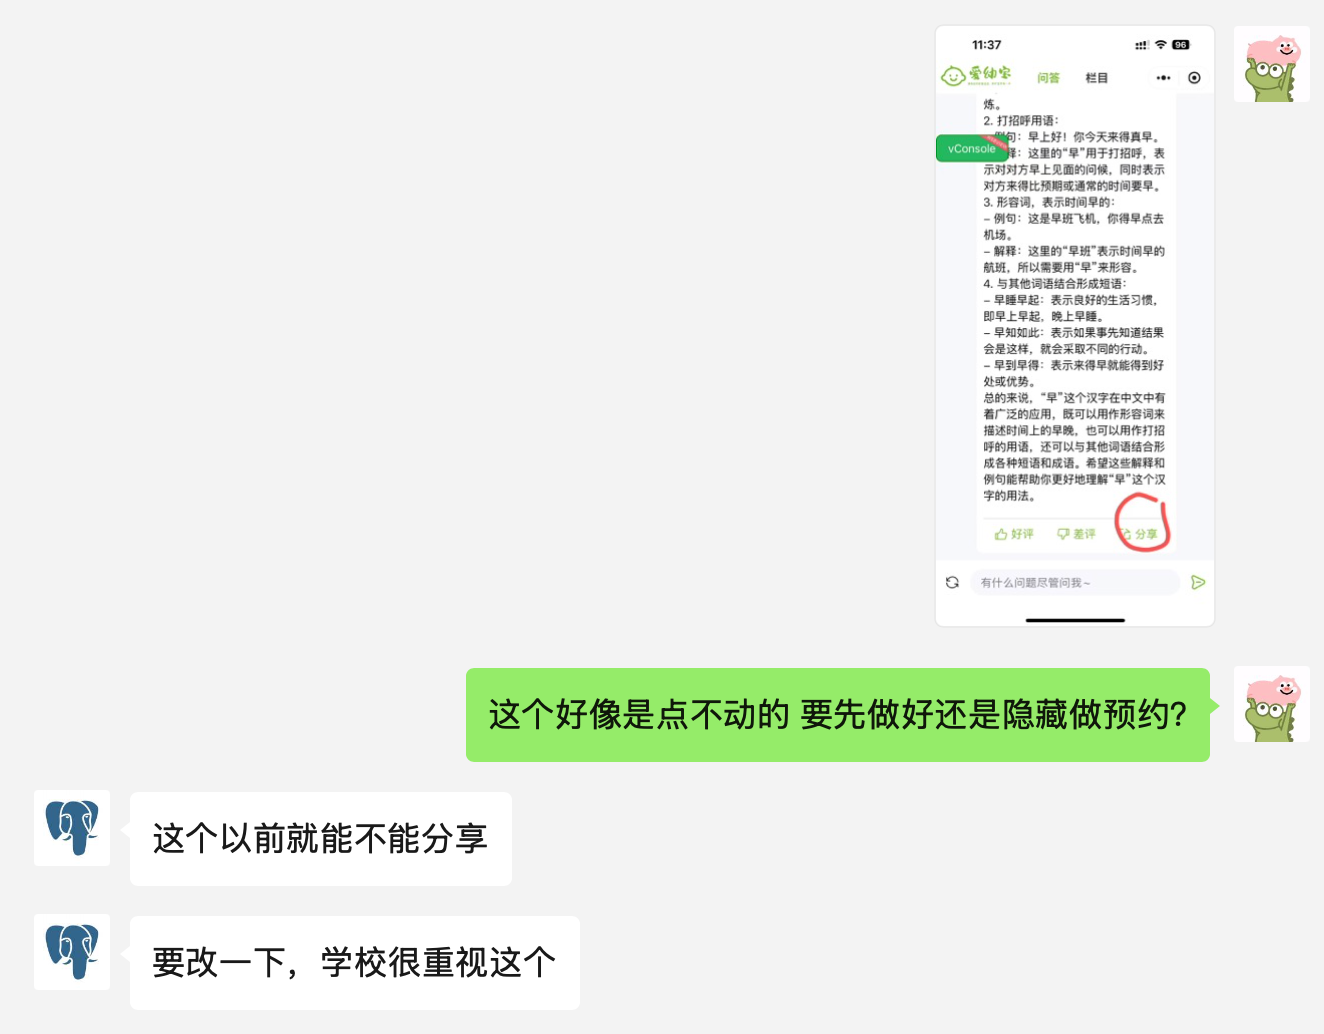 11:37
96
爱幼家
问答
栏目
炼。
2. 打招呼用语：
句：早上好！你今天来得真早。
vConsole
释：这里的“早”用于打招呼，表
示对对方早上见面的问候，同时表示
对方来得比预期或通常的时间要早。
3. 形容词，表示时间早的：
– 例句：这是早班飞机，你得早点去
机场。
– 解释：这里的“早班”表示时间早的
航班，所以需要用“早”来形容。
4. 与其他词语结合形成短语：
– 早睡早起：表示良好的生活习惯，
即早上早起，晚上早睡。
– 早知如此：表示如果事先知道结果
会是这样，就会采取不同的行动。
– 早到早得：表示来得早就能得到好
处或优势。
总的来说，“早”这个汉字在中文中有
着广泛的应用，既可以用作形容词来
描述时间上的早晚，也可以用作打招
呼的用语，还可以与其他词语结合形
成各种短语和成语。希望这些解释和
例句能帮助你更好地理解“早”这个汉
字的用法。
好评
差评
分享
有什么问题尽管问我~
这个好像是点不动的 要先做好还是隐藏做预约?
这个以前就能不能分享
要改一下，学校很重视这个